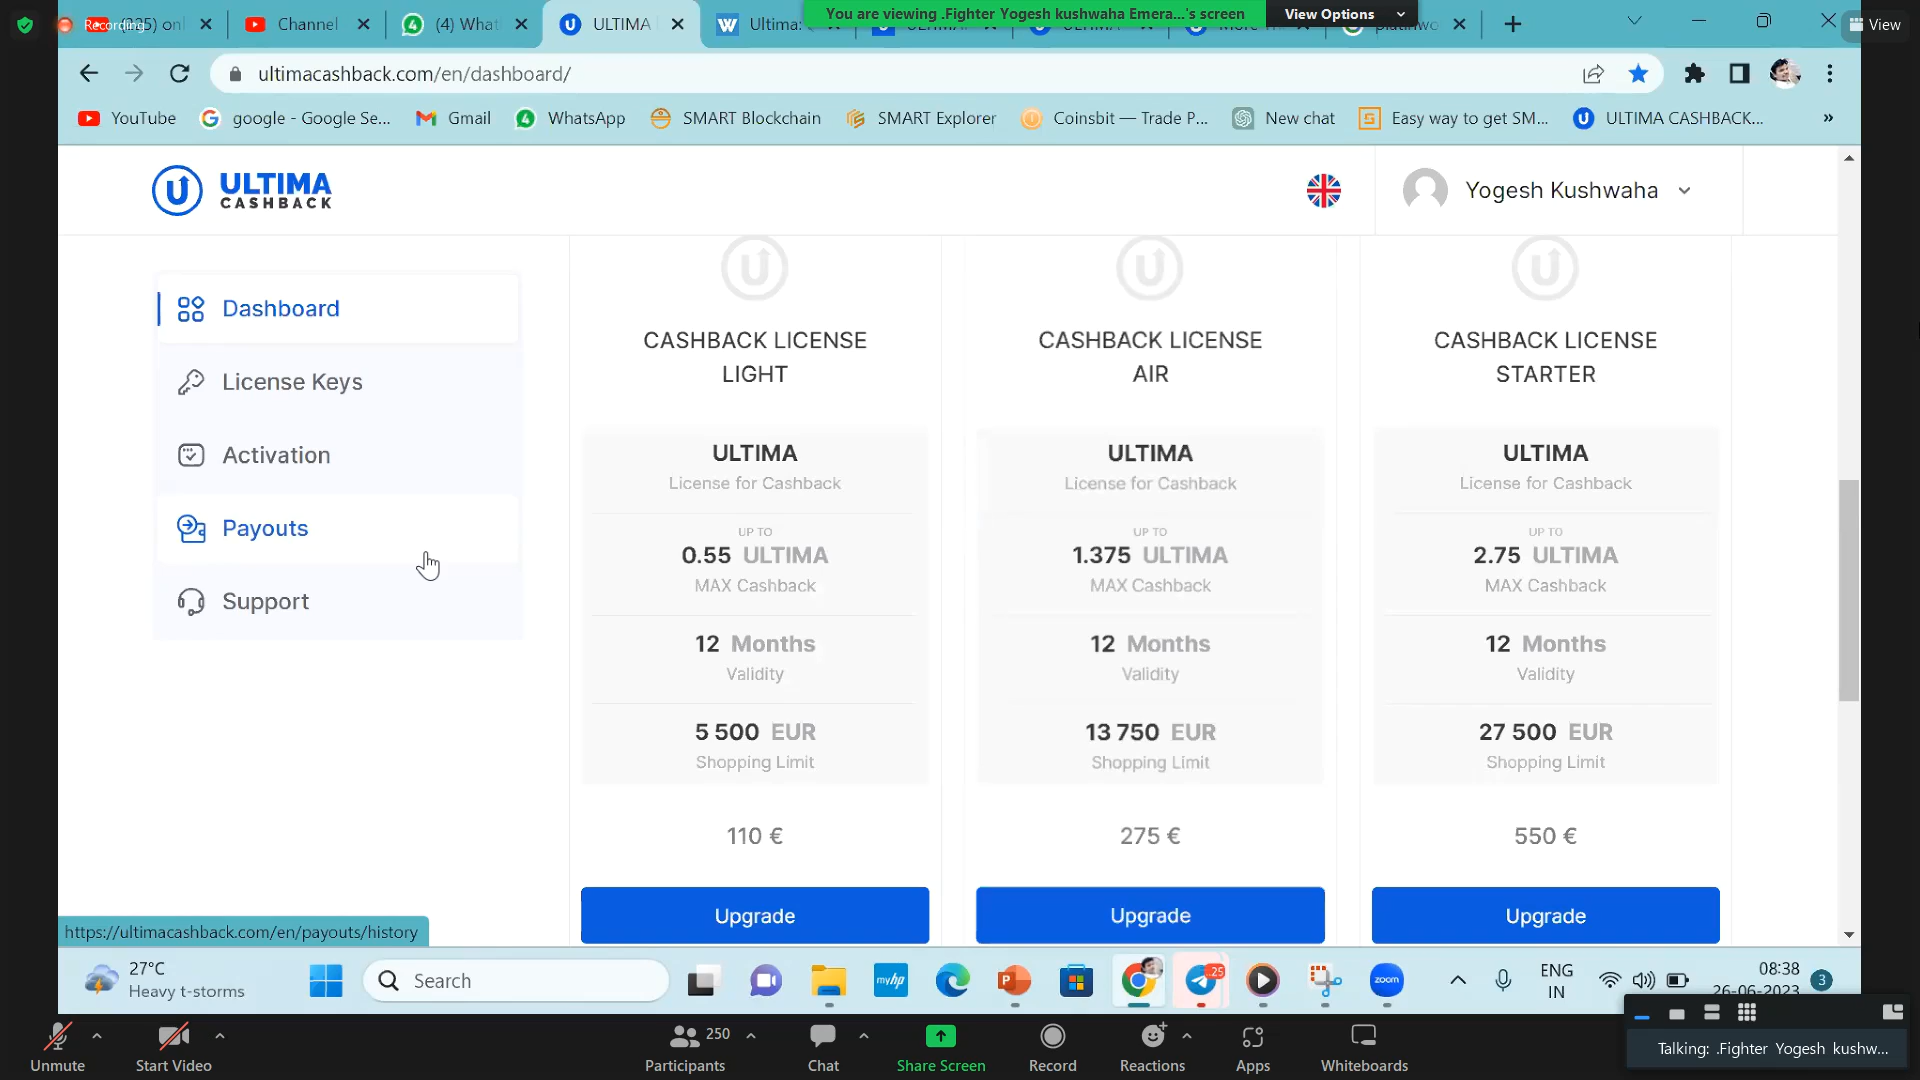 You are viewing .Fighter Yogesh kushwaha Emera...'s screen
View Options
View
Recording
Channel
(4) What
ULTIMA
Ultima:
ultimacashback.com/en/dashboard/
YouTube
google - Google Se...
Gmail
WhatsApp
SMART Blockchain
SMART Explorer
Coinsbit — Trade P...
New chat
Easy way to get SM...
ULTIMA CASHBACK...
»
ULTIMA
CASHBACK
Yogesh Kushwaha
Dashboard
License Keys
Activation
Payouts
Support
CASHBACK LICENSE
LIGHT
ULTIMA
License for Cashback
UP TO
0.55 ULTIMA
MAX Cashback
12 Months
Validity
5 500 EUR
Shopping Limit
110 €
Upgrade
CASHBACK LICENSE
AIR
ULTIMA
License for Cashback
UP TO
1.375 ULTIMA
MAX Cashback
12 Months
Validity
13 750 EUR
Shopping Limit
275 €
Upgrade
CASHBACK LICENSE
STARTER
ULTIMA
License for Cashback
UP TO
2.75 ULTIMA
MAX Cashback
12 Months
Validity
27 500 EUR
Shopping Limit
550 €
Upgrade
https://ultimacashback.com/en/payouts/history
27°C
Heavy t-storms
Search
myhp
25
zoom
ENG
IN
08:38
26-06-2023
3
Unmute
Start Video
Participants
250
Chat
Share Screen
Record
Reactions
Apps
Whiteboards
Talking: .Fighter Yogesh kushw...